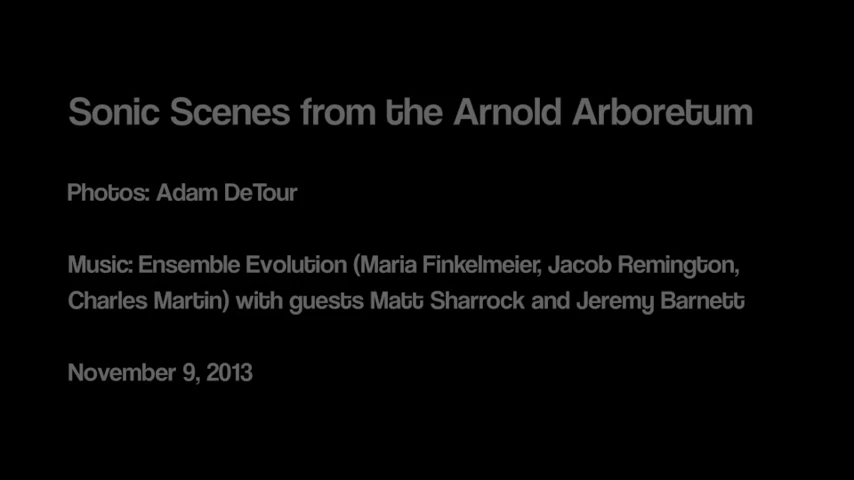 Sonic Scenes from the Arnold Arboretum
Photos: Adam DeTour
Music: Ensemble Evolution (Maria Finkelmeier, Jacob Remington,
Charles Martin) with guests Matt Sharrock and Jeremy Barnett
November 9, 2013